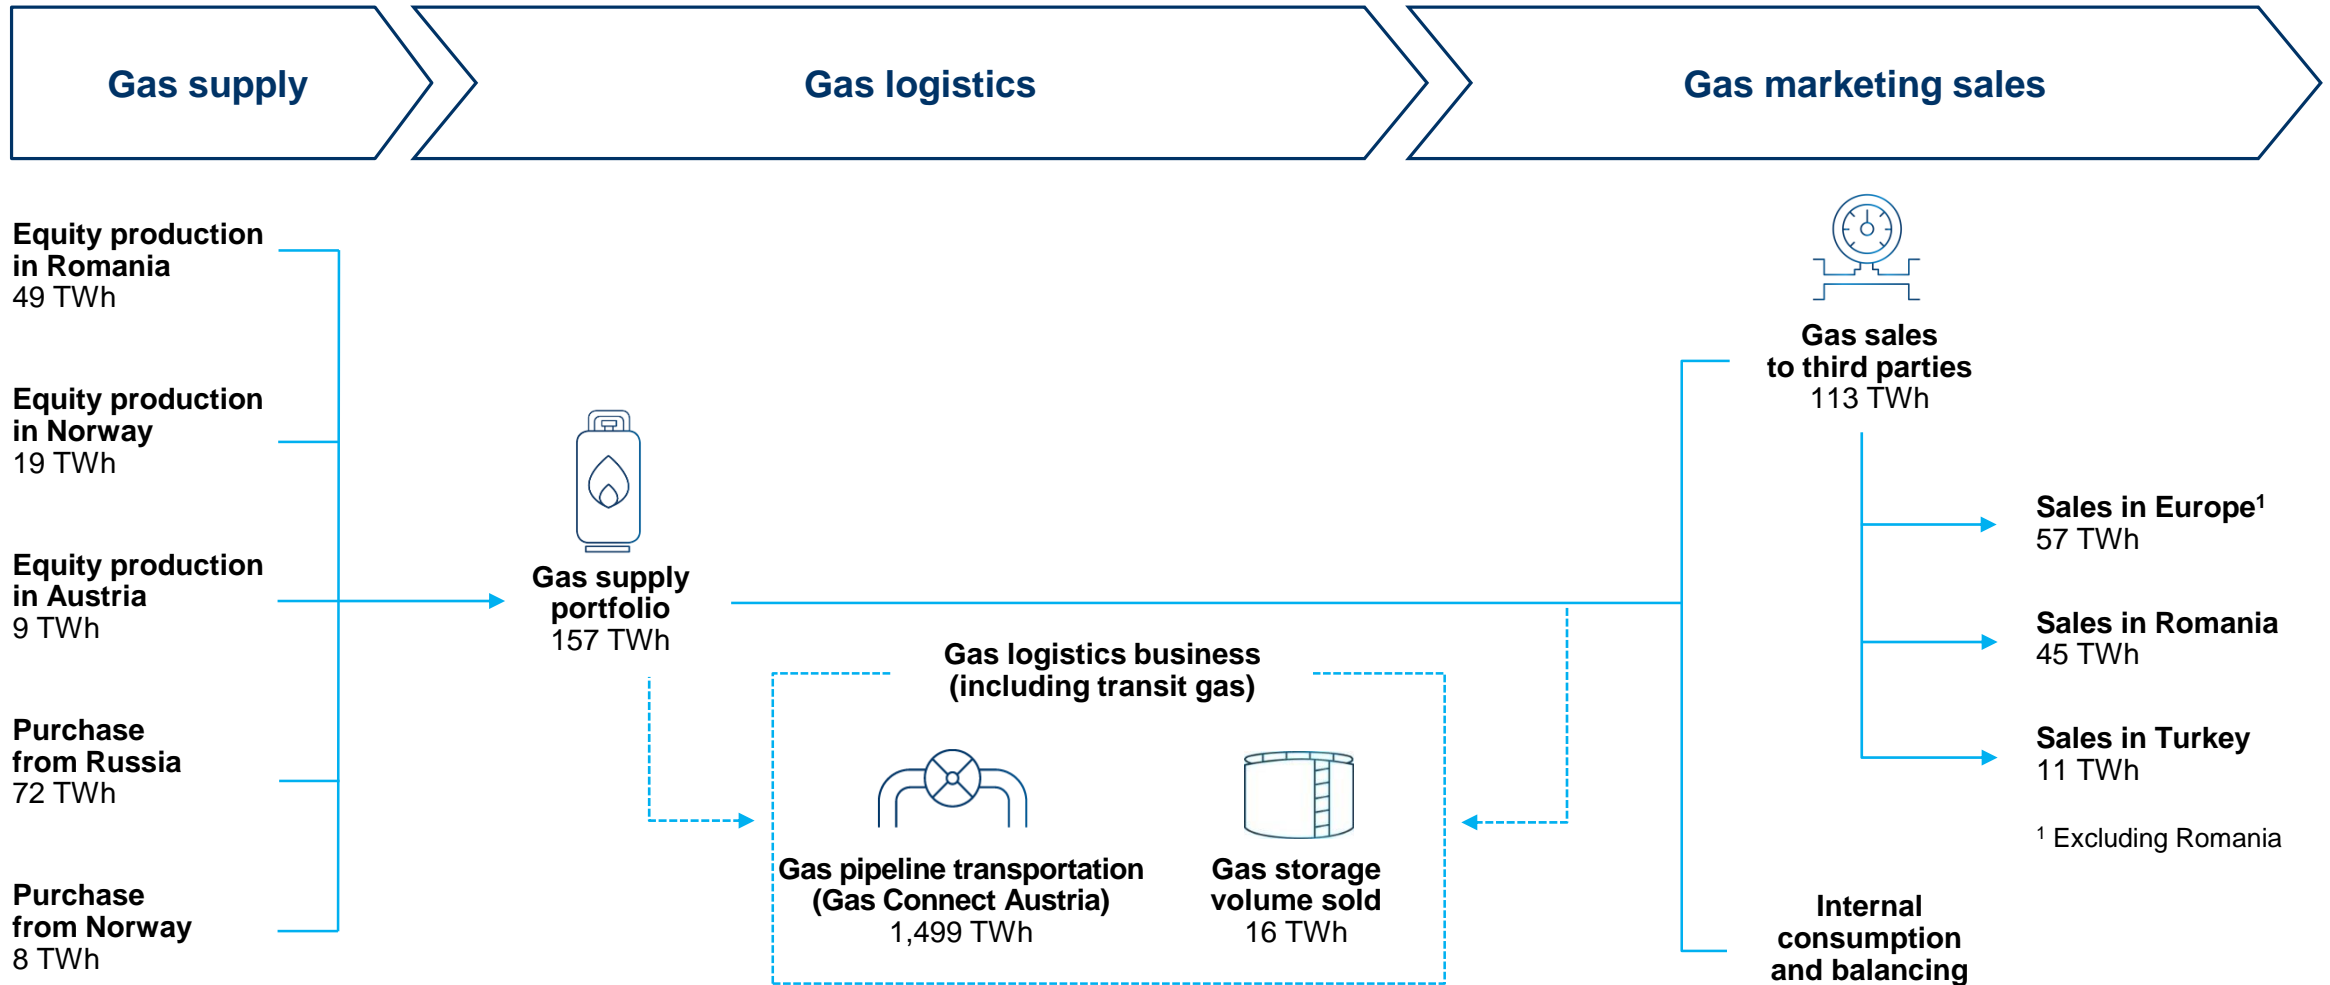 Gas supply
Gas logistics
Gas marketing sales
Equity production
in Romania
49 TWh
Equity production
in Norway
19 TWh
Equity production
in Austria
9 TWh
Purchase
from Russia
72 TWh
Purchase
from Norway
8 TWh
Gas supply
portfolio
157 TWh
Gas logistics business
(including transit gas)
Gas pipeline transportation
(Gas Connect Austria)
1,499 TWh
Gas storage
volume sold
16 TWh
Gas sales
to third parties
113 TWh
Sales in Europe¹
57 TWh
Sales in Romania
45 TWh
Sales in Turkey
11 TWh
¹ Excluding Romania
Internal
consumption
and balancing